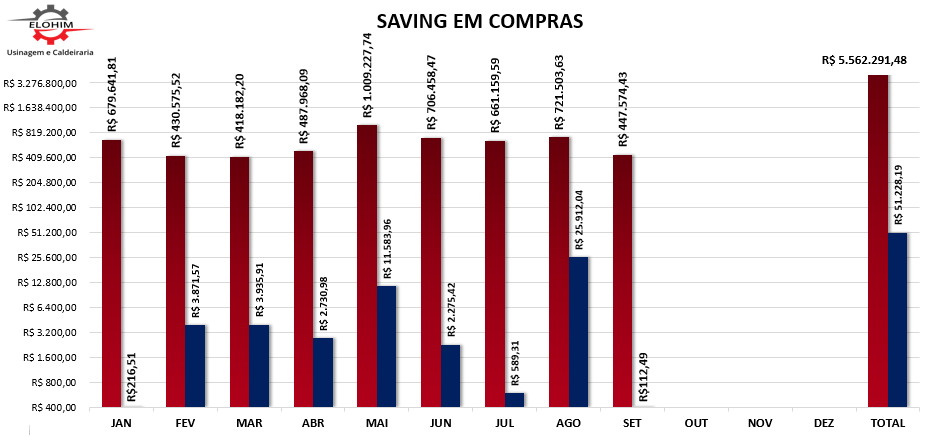 SAVING EM COMPRAS
ELOHIM
Usinagem e Caldeiraria
R$ 3.276.800,00
R$ 1.638.400,00
R$ 819.200,00
R$ 409.600,00
R$ 204.800,00
R$ 102.400,00
R$ 51.200,00
R$ 25.600,00
R$ 12.800,00
R$ 6.400,00
R$ 3.200,00
R$ 1.600,00
R$ 800,00
R$ 400,00
R$ 679.641,81
R$216,51
R$ 430.575,52
R$ 3.871,57
R$ 418.182,20
R$ 3.935,91
R$ 487.968,09
R$ 2.730,98
R$ 1.009.227,74
R$ 11.583,96
R$ 706.458,47
R$ 2.275,42
R$ 661.159,59
R$ 589,31
R$ 721.503,63
R$ 25.912,04
R$ 447.574,43
R$112,49
R$ 5.562.291,48
R$ 51.228,19
JAN FEV MAR ABR MAI JUN JUL AGO SET OUT NOV DEZ TOTAL